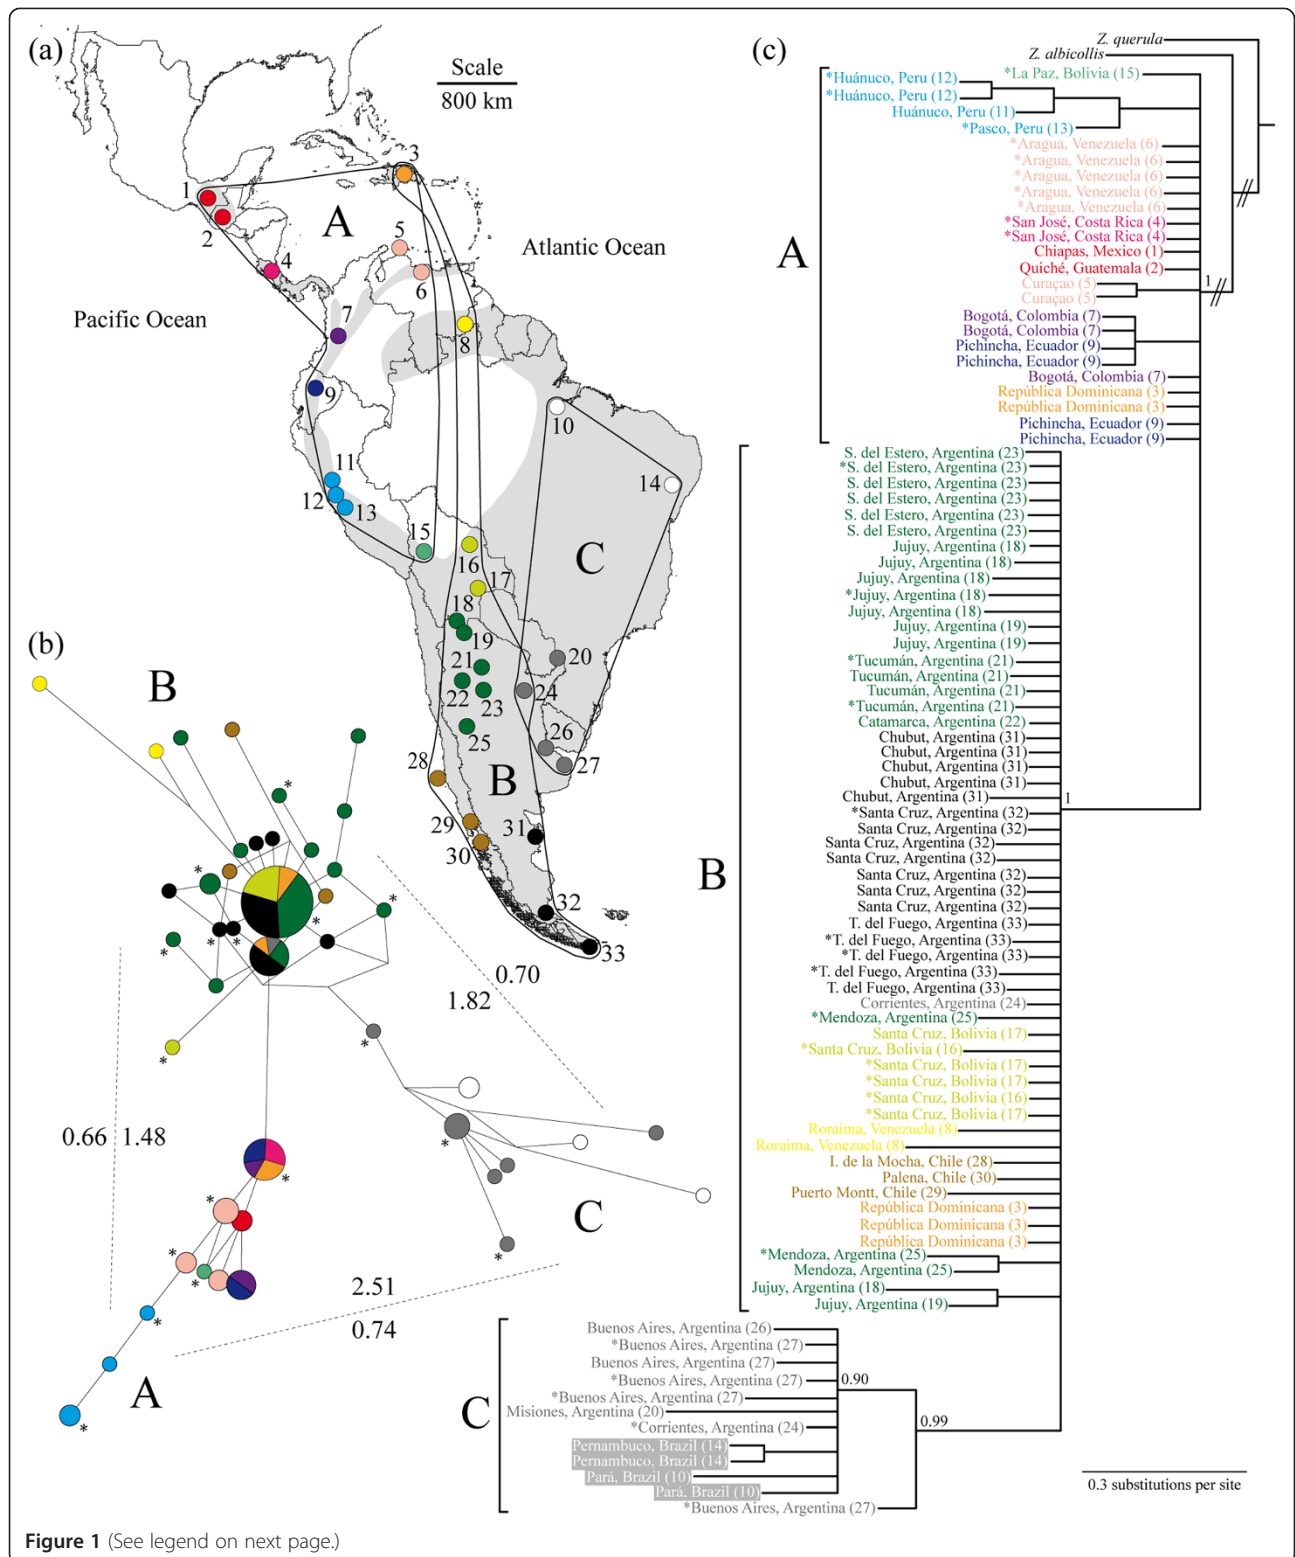 (a)
Scale
800 km
3
1
2
A
5
4
6
Atlantic Ocean
7
Pacific Ocean
8
9
10
11
12
13
14
15
16
C
17
18
19
20
21
22
23
24
25
26
27
28
B
29
30
31
32
33
(b)
B
*
*
*
*
*
*
*
*
0.70
1.82
*
0.66
1.48
*
*
*
*
*
*
C
*
2.51
0.74
*
A
*
(c)
Z. querula
Z. albicollis
A
*La Paz, Bolivia (15)
*Huánuco, Peru (12)
*Huánuco, Peru (12)
Huánuco, Peru (11)
*Pasco, Peru (13)
*Aragua, Venezuela (6)
*Aragua, Venezuela (6)
*Aragua, Venezuela (6)
*Aragua, Venezuela (6)
*Aragua, Venezuela (6)
*San José, Costa Rica (4)
*San José, Costa Rica (4)
Chiapas, Mexico (1)
Quiché, Guatemala (2)
Curaçao (5)
Curaçao (5)
1
Bogotá, Colombia (7)
Bogotá, Colombia (7)
Pichincha, Ecuador (9)
Pichincha, Ecuador (9)
Bogotá, Colombia (7)
República Dominicana (3)
República Dominicana (3)
Pichincha, Ecuador (9)
Pichincha, Ecuador (9)
B
S. del Estero, Argentina (23)
*S. del Estero, Argentina (23)
S. del Estero, Argentina (23)
S. del Estero, Argentina (23)
S. del Estero, Argentina (23)
S. del Estero, Argentina (23)
Jujuy, Argentina (18)
Jujuy, Argentina (18)
Jujuy, Argentina (18)
*Jujuy, Argentina (18)
Jujuy, Argentina (18)
Jujuy, Argentina (19)
Jujuy, Argentina (19)
*Tucumán, Argentina (21)
Tucumán, Argentina (21)
Tucumán, Argentina (21)
*Tucumán, Argentina (21)
Catamarca, Argentina (22)
Chubut, Argentina (31)
Chubut, Argentina (31)
Chubut, Argentina (31)
Chubut, Argentina (31)
Chubut, Argentina (31)
1
*Santa Cruz, Argentina (32)
Santa Cruz, Argentina (32)
Santa Cruz, Argentina (32)
Santa Cruz, Argentina (32)
Santa Cruz, Argentina (32)
Santa Cruz, Argentina (32)
Santa Cruz, Argentina (32)
T. del Fuego, Argentina (33)
*T. del Fuego, Argentina (33)
*T. del Fuego, Argentina (33)
*T. del Fuego, Argentina (33)
T. del Fuego, Argentina (33)
Corrientes, Argentina (24)
*Mendoza, Argentina (25)
Santa Cruz, Bolivia (17)
*Santa Cruz, Bolivia (16)
*Santa Cruz, Bolivia (17)
*Santa Cruz, Bolivia (17)
*Santa Cruz, Bolivia (16)
*Santa Cruz, Bolivia (17)
Roraima, Venezuela (8)
Roraima, Venezuela (8)
I. de la Mocha, Chile (28)
Palena, Chile (30)
Puerto Montt, Chile (29)
República Dominicana (3)
República Dominicana (3)
República Dominicana (3)
*Mendoza, Argentina (25)
Mendoza, Argentina (25)
Jujuy, Argentina (18)
Jujuy, Argentina (19)
C
Buenos Aires, Argentina (26)
*Buenos Aires, Argentina (27)
Buenos Aires, Argentina (27)
*Buenos Aires, Argentina (27)
0.90
*Buenos Aires, Argentina (27)
Misiones, Argentina (20)
*Corrientes, Argentina (24)
0.99
Pernambuco, Brazil (14)
Pernambuco, Brazil (14)
Pará, Brazil (10)
Pará, Brazil (10)
*Buenos Aires, Argentina (27)
0.3 substitutions per site
Figure 1 (See legend on next page.)